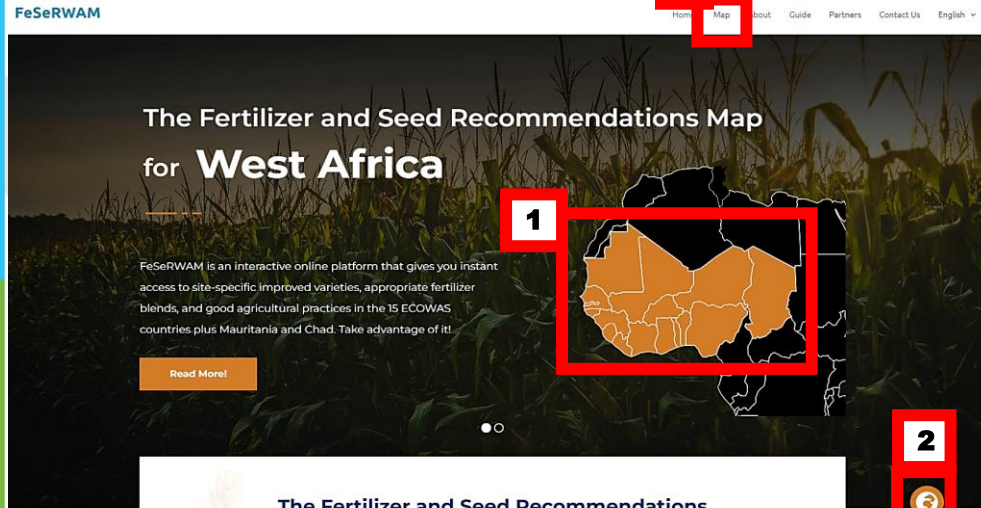 FeSeRWAM
Home Map About Guide Partners Contact Us English
The Fertilizer and Seed Recommendations Map
for West Africa
1
FeSeRWAM is an interactive online platform that gives you instant
access to site-specific improved varieties, appropriate fertilizer
blends, and good agricultural practices in the 15 ECOWAS
countries plus Mauritania and Chad. Take advantage of it!
Read More!
2
The Fertilizer and Seed Recommendations